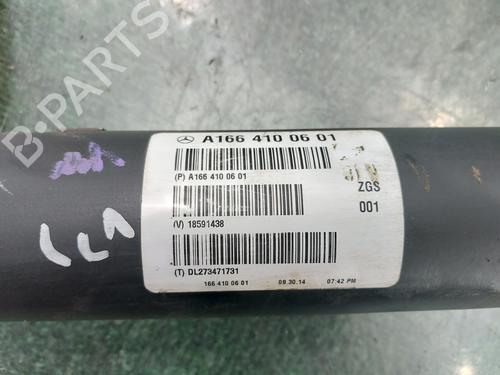 B-PARTS
A166 410 06 01
(P) A166 410 06 01
ZGS
001
(V) 18591438
(T) DL273471731
166 410 06 01 09.30.14 07:42 PM